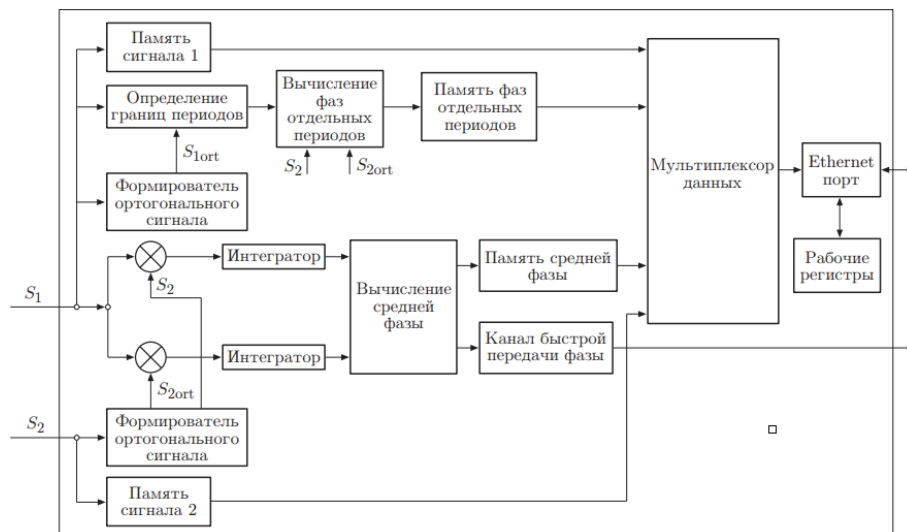 Память
сигнала 1
Определение
границ периодов
Вычисление
фаз
отдельных
периодов
Память фаз
отдельных
периодов
S1ort
S2
S2ort
Формирователь
ортогонального
сигнала
Мультиплексор
данных
Ethernet
порт
Рабочие
регистры
S1
S2
Интегратор
Вычисление
средней
фазы
Память средней
фазы
Интегратор
Канал быстрой
передачи фазы
S2ort
S2
Формирователь
ортогонального
сигнала
Память
сигнала 2